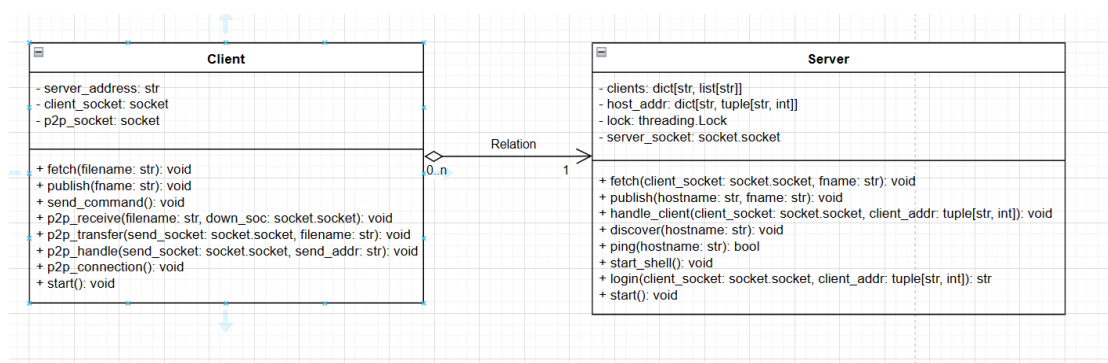 Client
- server_address: str
- client_socket: socket
- p2p_socket: socket
+ fetch(filename: str): void
+ publish(fname: str): void
+ send_command(): void
+ p2p_receive(filename: str, down_soc: socket.socket): void
+ p2p_transfer(send_socket: socket.socket, filename: str): void
+ p2p_handle(send_socket: socket.socket, send_addr: str): void
+ p2p_connection(): void
+ start(): void
Relation
0..n
1
Server
- clients: dict[str, list[str]]
- host_addr: dict[str, tuple[str, int]]
- lock: threading.Lock
- server_socket: socket.socket
+ fetch(client_socket: socket.socket, fname: str): void
+ publish(hostname: str, fname: str): void
+ handle_client(client_socket: socket.socket, client_addr: tuple[str, int]): void
+ discover(hostname: str): void
+ ping(hostname: str): bool
+ start_shell(): void
+ login(client_socket: socket.socket, client_addr: tuple[str, int]): str
+ start(): void